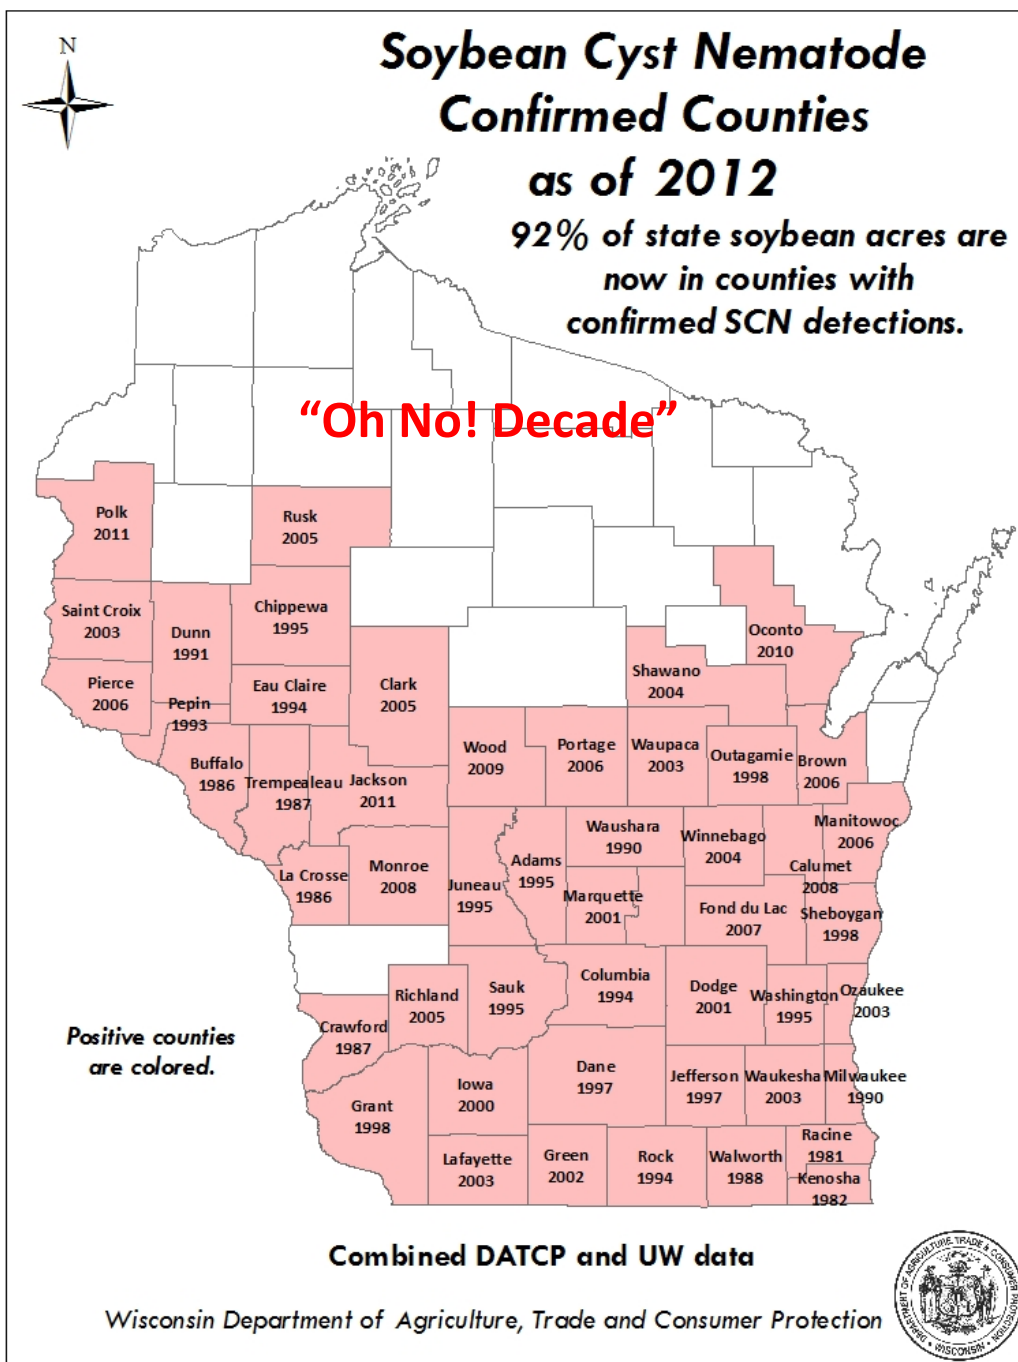 N
Soybean Cyst Nematode
Confirmed Counties
as of 2012
92% of state soybean acres are
now in counties with
confirmed SCN detections.
“Oh No! Decade”
Polk
2011
Rusk
2005
Saint Croix
2003
Dunn
1991
Chippewa
1995
Oconto
2010
Pierce
2006
Pepin
1993
Eau Claire
1994
Clark
2005
Shawano
2004
Buffalo
1986
Trempealeau
1987
Jackson
2011
Wood
2009
Portage
2006
Waupaca
2003
Outagamie
1998
Brown
2006
Manitowoc
2006
La Crosse
1986
Monroe
2008
Juneau
1995
Adams
1995
Waushara
1990
Winnebago
2004
Calumet
2008
Marquette
2001
Fond du Lac
2007
Sheboygan
1998
Richland
2005
Sauk
1995
Columbia
1994
Dodge
2001
Washington
1995
Ozaukee
2003
Crawford
1987
Positive counties
are colored.
Grant
1998
Iowa
2000
Dane
1997
Jefferson
1997
Waukesha
2003
Milwaukee
1990
Lafayette
2003
Green
2002
Rock
1994
Walworth
1988
Racine
1981
Kenosha
1982
Combined DATCP and UW data
Wisconsin Department of Agriculture, Trade and Consumer Protection
DEPARTMENT OF AGRICULTURE, TRADE & CONSUMER PROTECTION
WISCONSIN